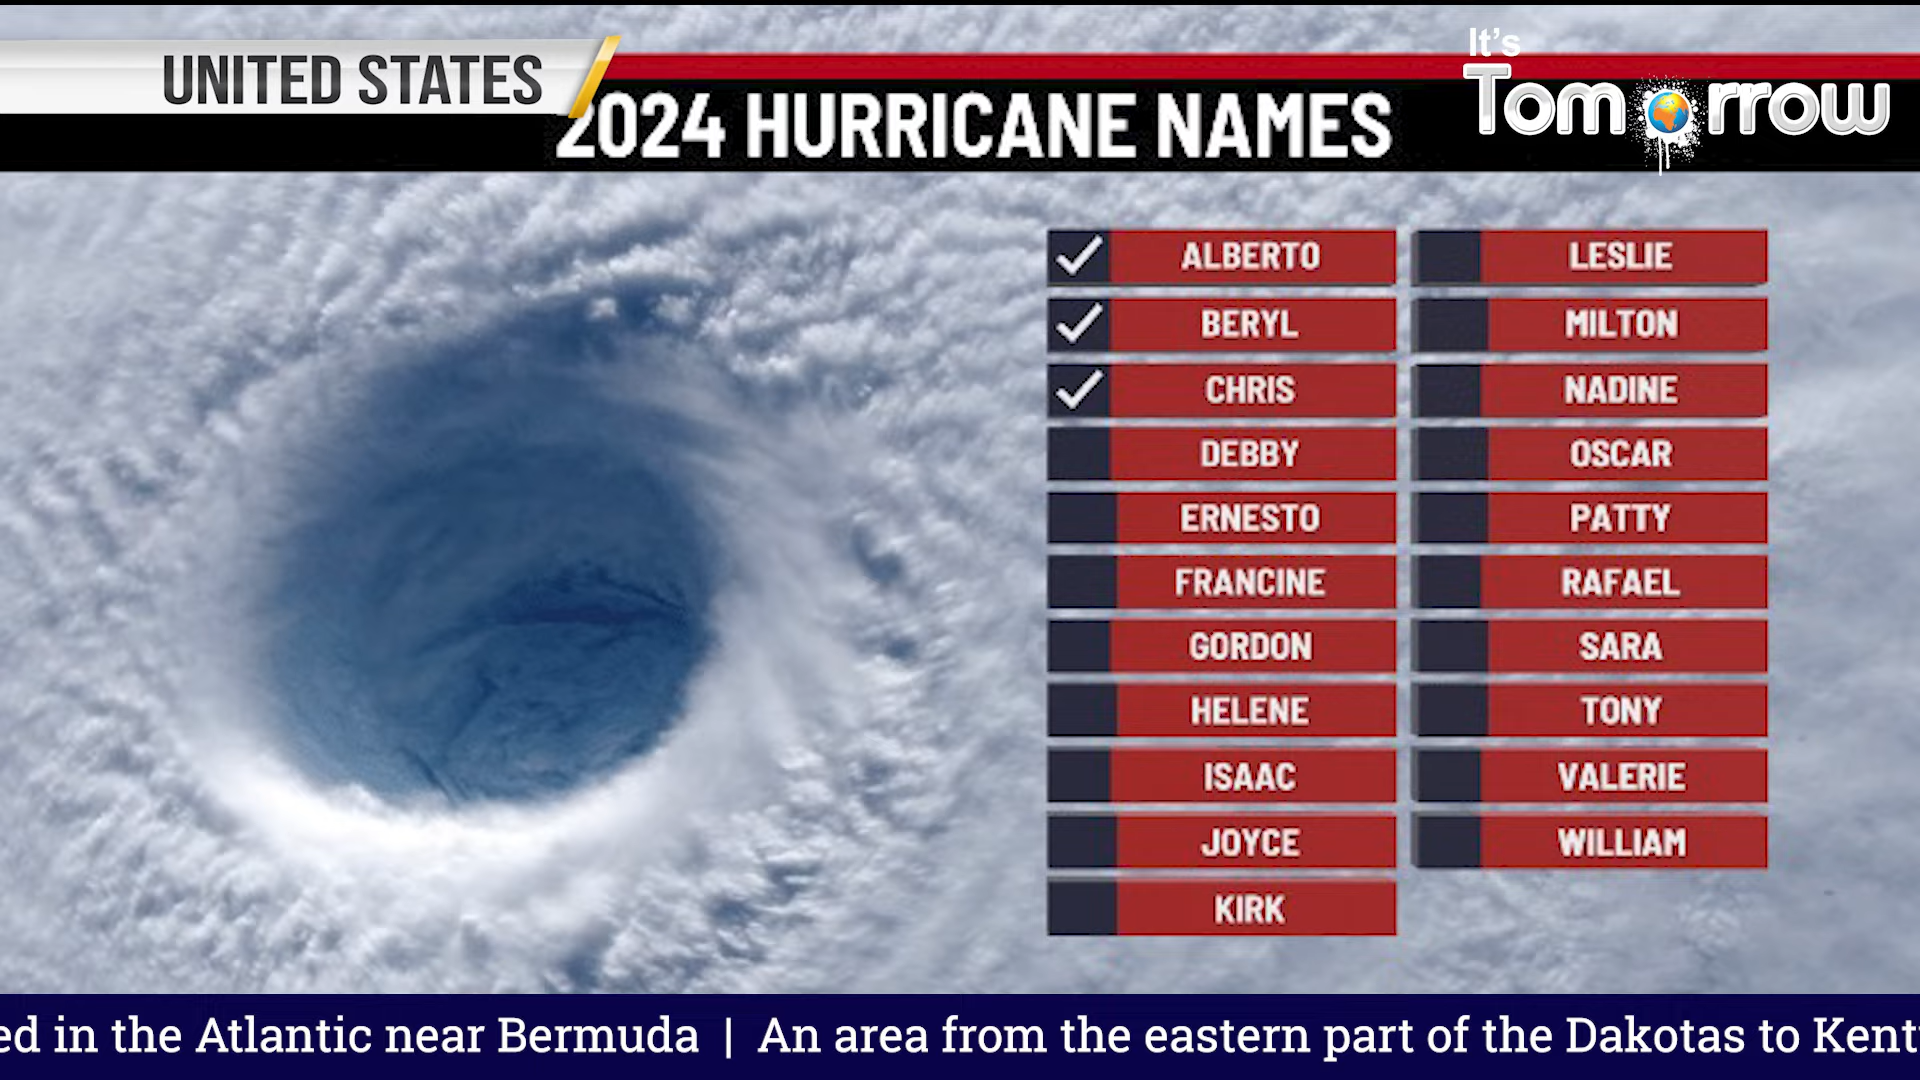 UNITED STATES
2024 HURRICANE NAMES
It's
Tomorrow
ALBERTO
BERYL
CHRIS
DEBBY
ERNESTO
FRANCINE
GORDON
HELENE
ISAAC
JOYCE
KIRK
LESLIE
MILTON
NADINE
OSCAR
PATTY
RAFAEL
SARA
TONY
VALERIE
WILLIAM
ed in the Atlantic near Bermuda | An area from the eastern part of the Dakotas to Kent